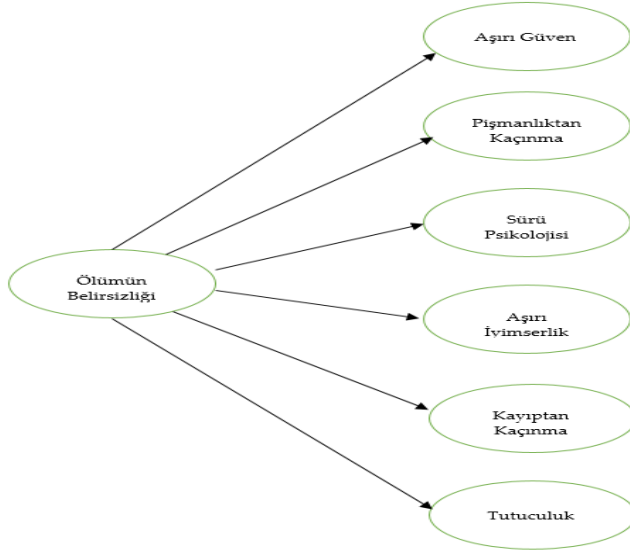 Aşırı Güven
Pişmanlıktan
Kaçınma
Sürü
Psikolojisi
Ölümün
Belirsizliği
Aşırı
İyimserlik
Kayıptan
Kaçınma
Tutuculuk